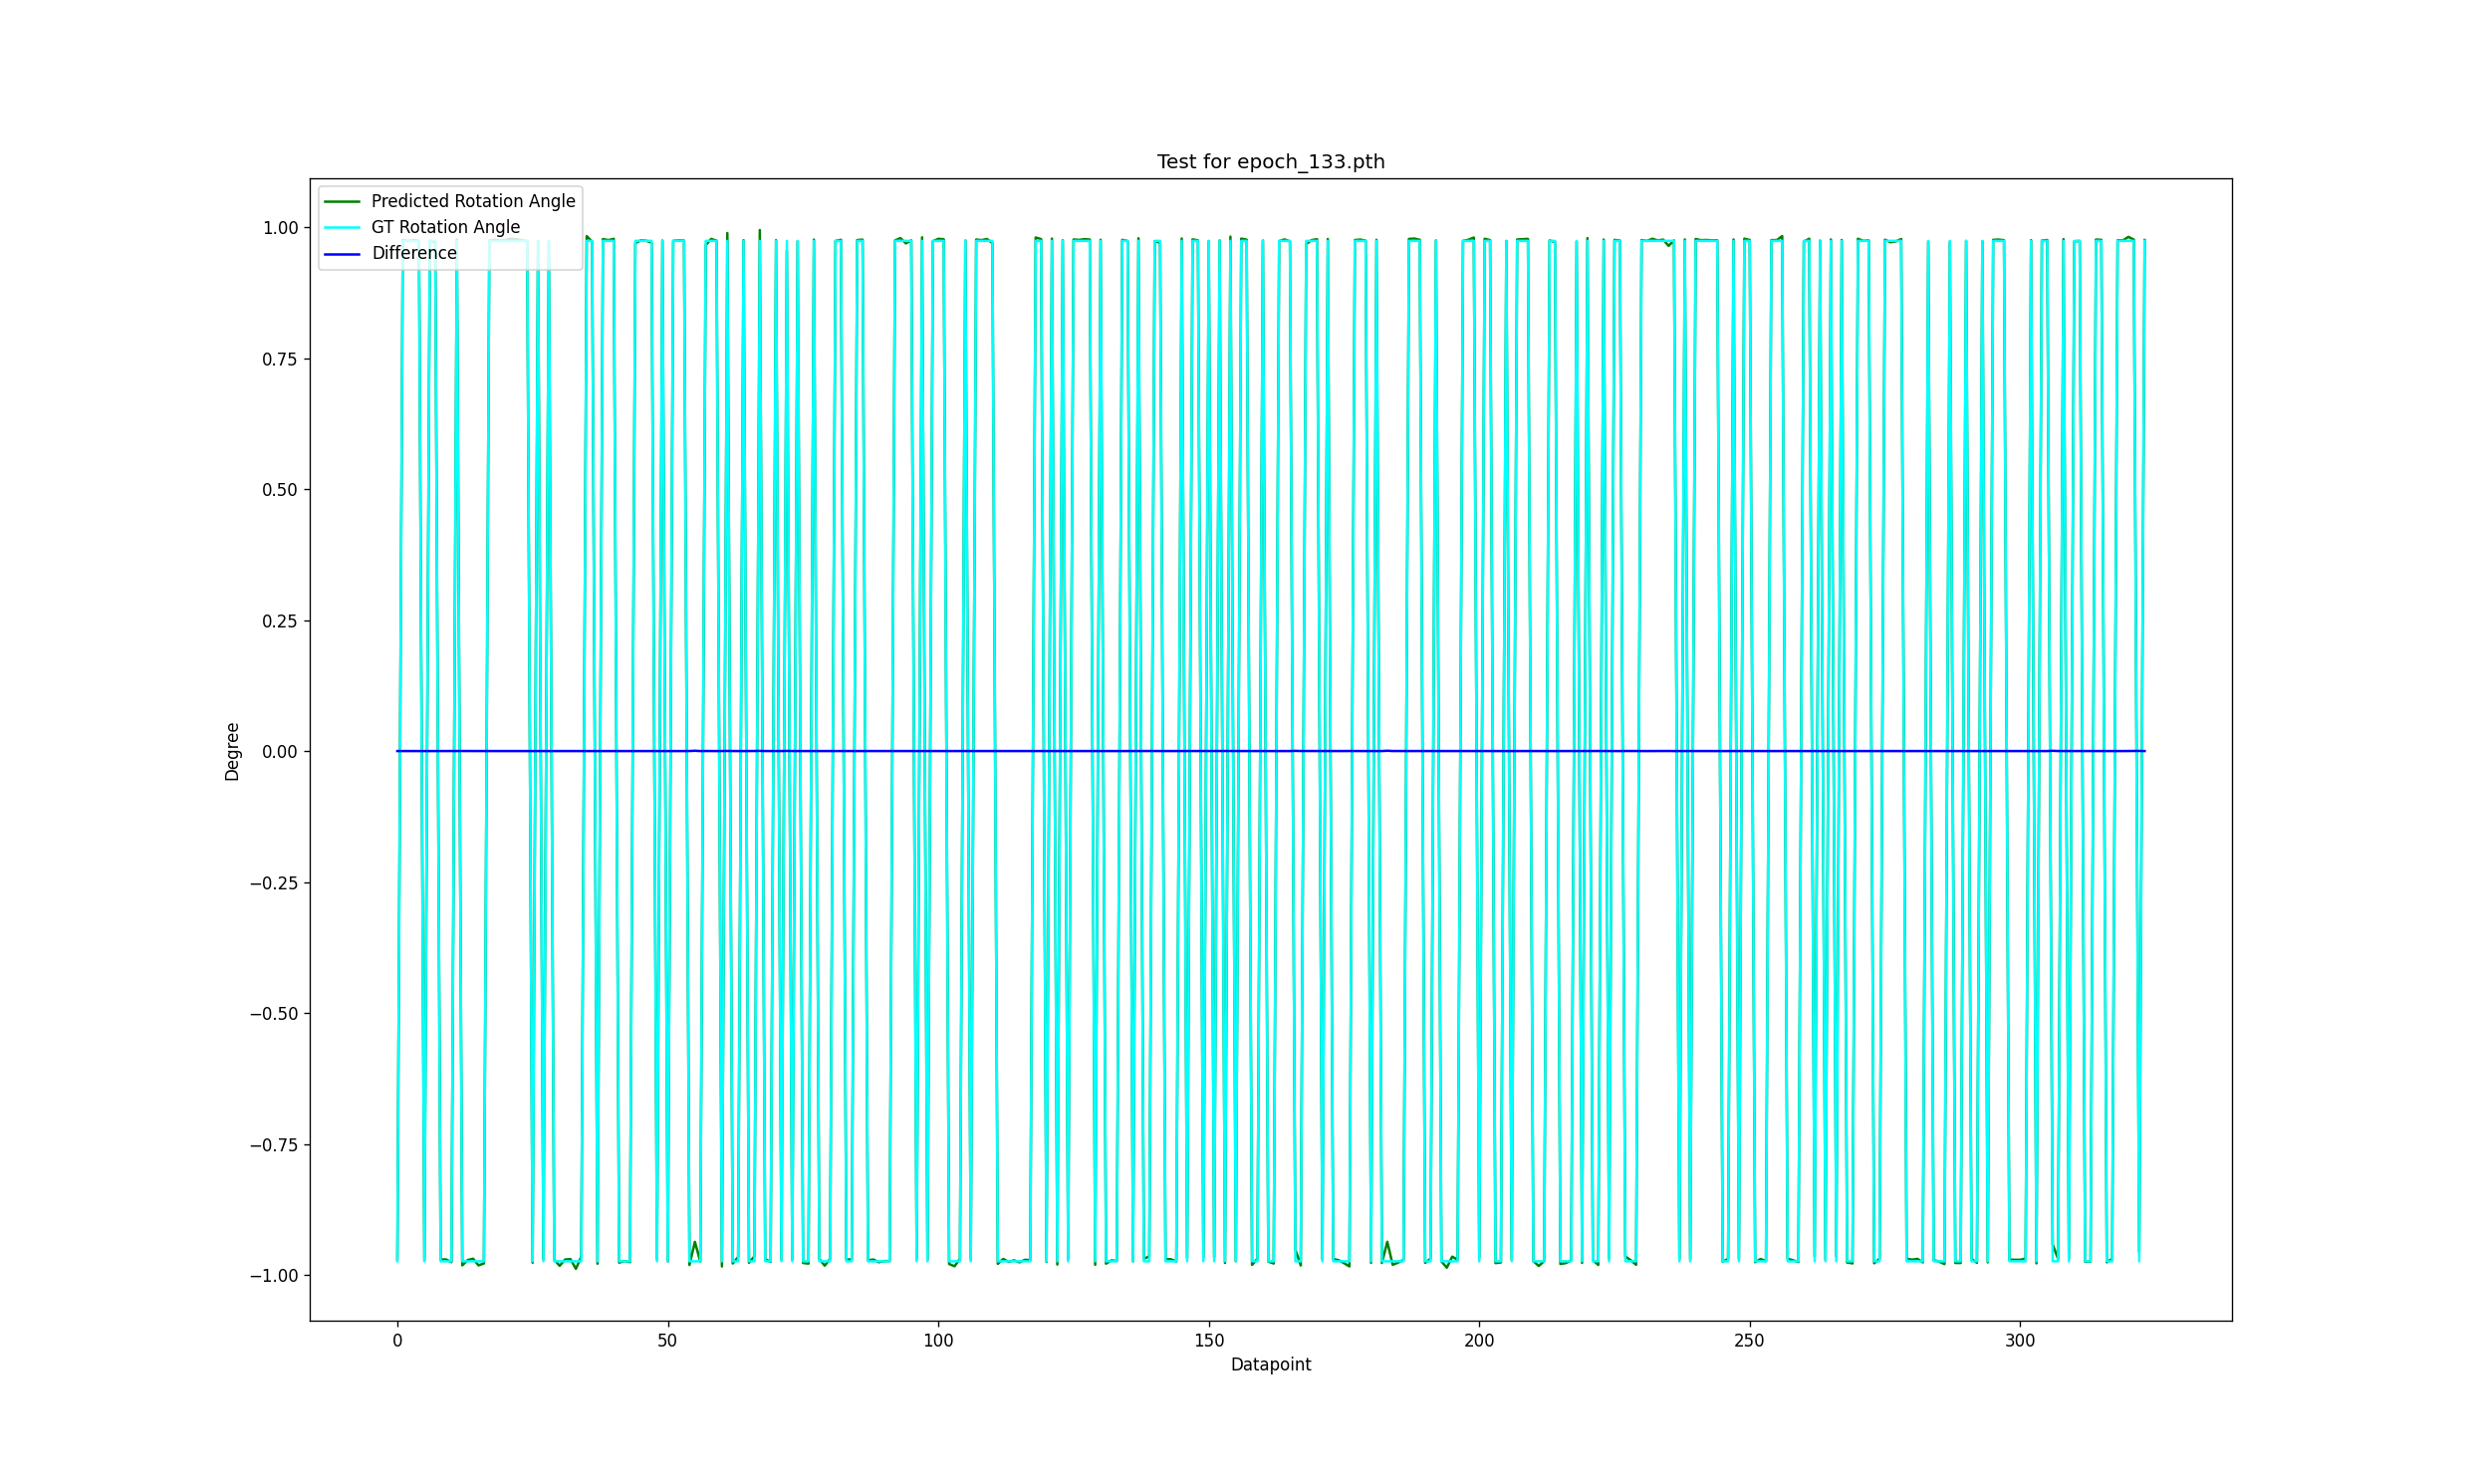 Test for epoch_133.pth
Predicted Rotation Angle
GT Rotation Angle
Difference
1.00
0.75
0.50
0.25
0.00
−0.25
−0.50
−0.75
−1.00
Degree
0 50 100 150 200 250 300
Datapoint